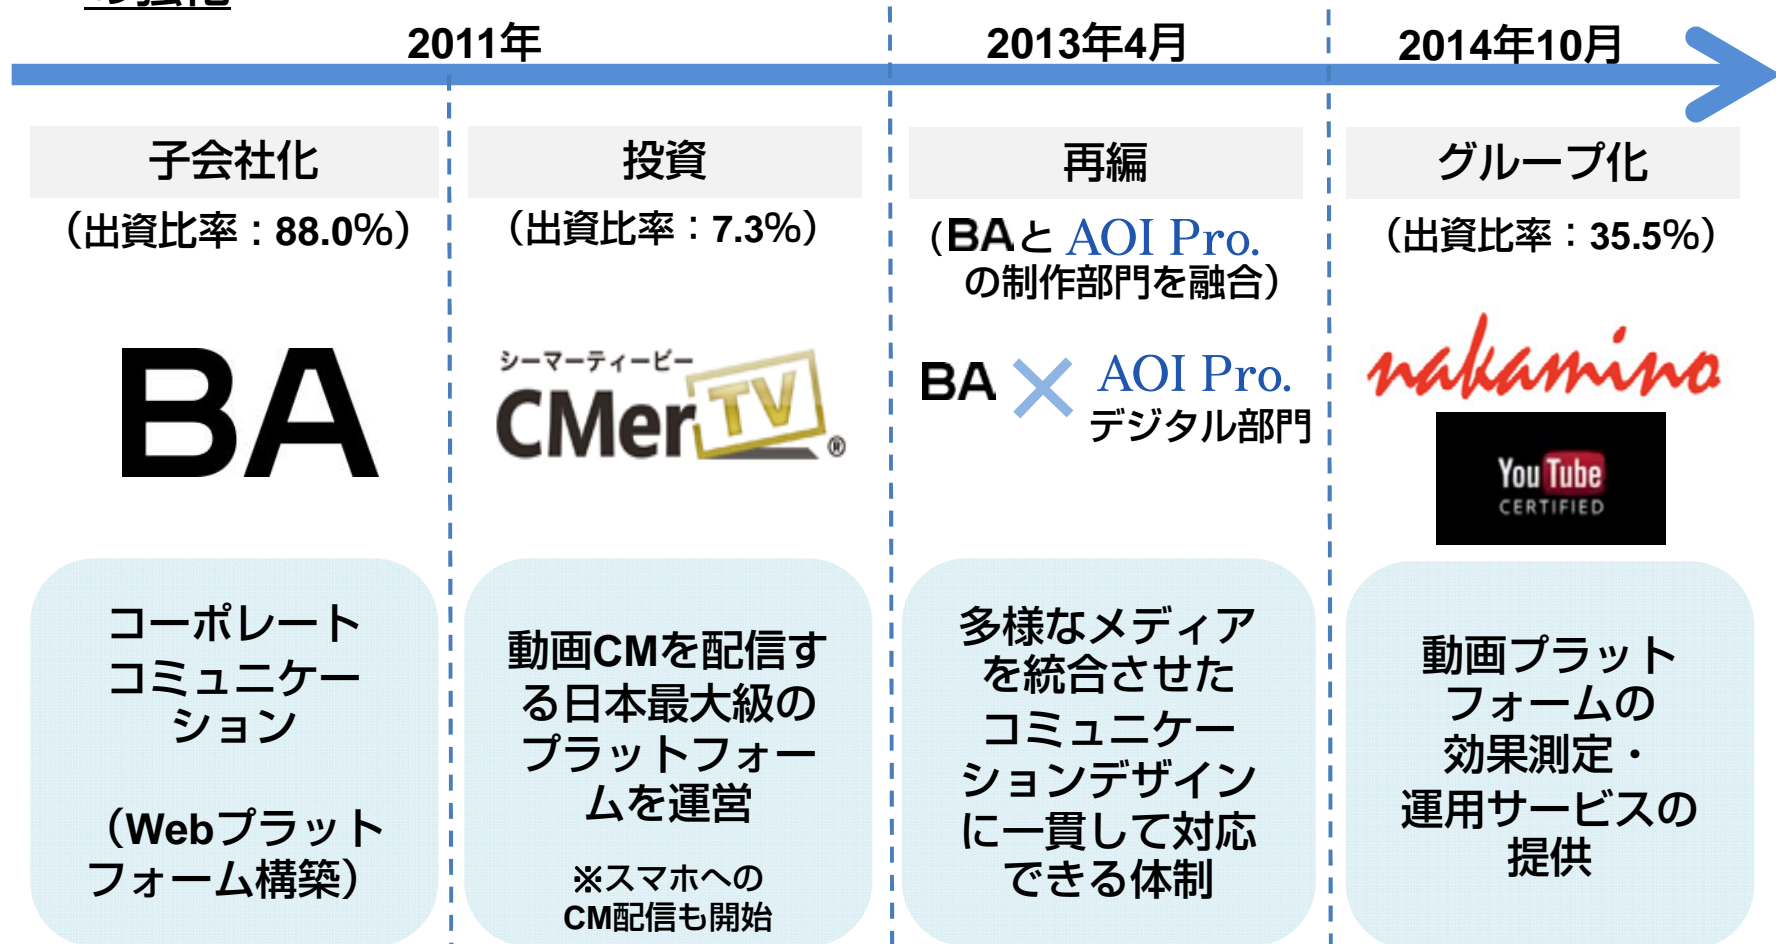 の強化
2011年
2013年4月
2014年10月
子会社化
（出資比率：88.0%）
BA
コーポレート
コミュニケー
ション
（Webプラット
フォーム構築）
投資
（出資比率：7.3%）
シーマーティービー
CMerTV®
動画CMを配信す
る日本最大級の
プラットフォー
ムを運営
※スマホへの
CM配信も開始
再編
（BAと AOI Pro.
の制作部門を融合）
BA × AOI Pro.
デジタル部門
多様なメディア
を統合させた
コミュニケー
ションデザイン
に一貫して対応
できる体制
グループ化
（出資比率：35.5%）
nakamino
YouTube
CERTIFIED
動画プラット
フォームの
効果測定・
運用サービスの
提供